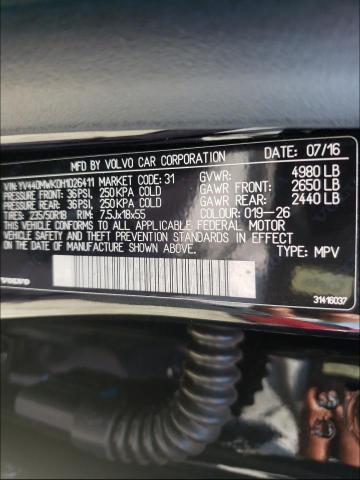 MFD BY VOLVO CAR CORPORATION DATE: 07/16
VIN: YV440MWK0H1026411 MARKET CODE: 31 GVWR: 4980 LB
PRESSURE FRONT: 36PSI, 250KPA COLD GAWR FRONT: 2650 LB
PRESSURE REAR: 36PSI, 250KPA COLD GAWR REAR: 2440 LB
TIRES: 235/50R18 RIM: 7.5Jx18x55 COLOUR: 019-26
THIS VEHICLE CONFORMS TO ALL APPLICABLE FEDERAL MOTOR
VEHICLE SAFETY AND THEFT PREVENTION STANDARDS IN EFFECT
ON DATE OF MANUFACTURE SHOWN ABOVE. TYPE: MPV
VOLVO 31416037